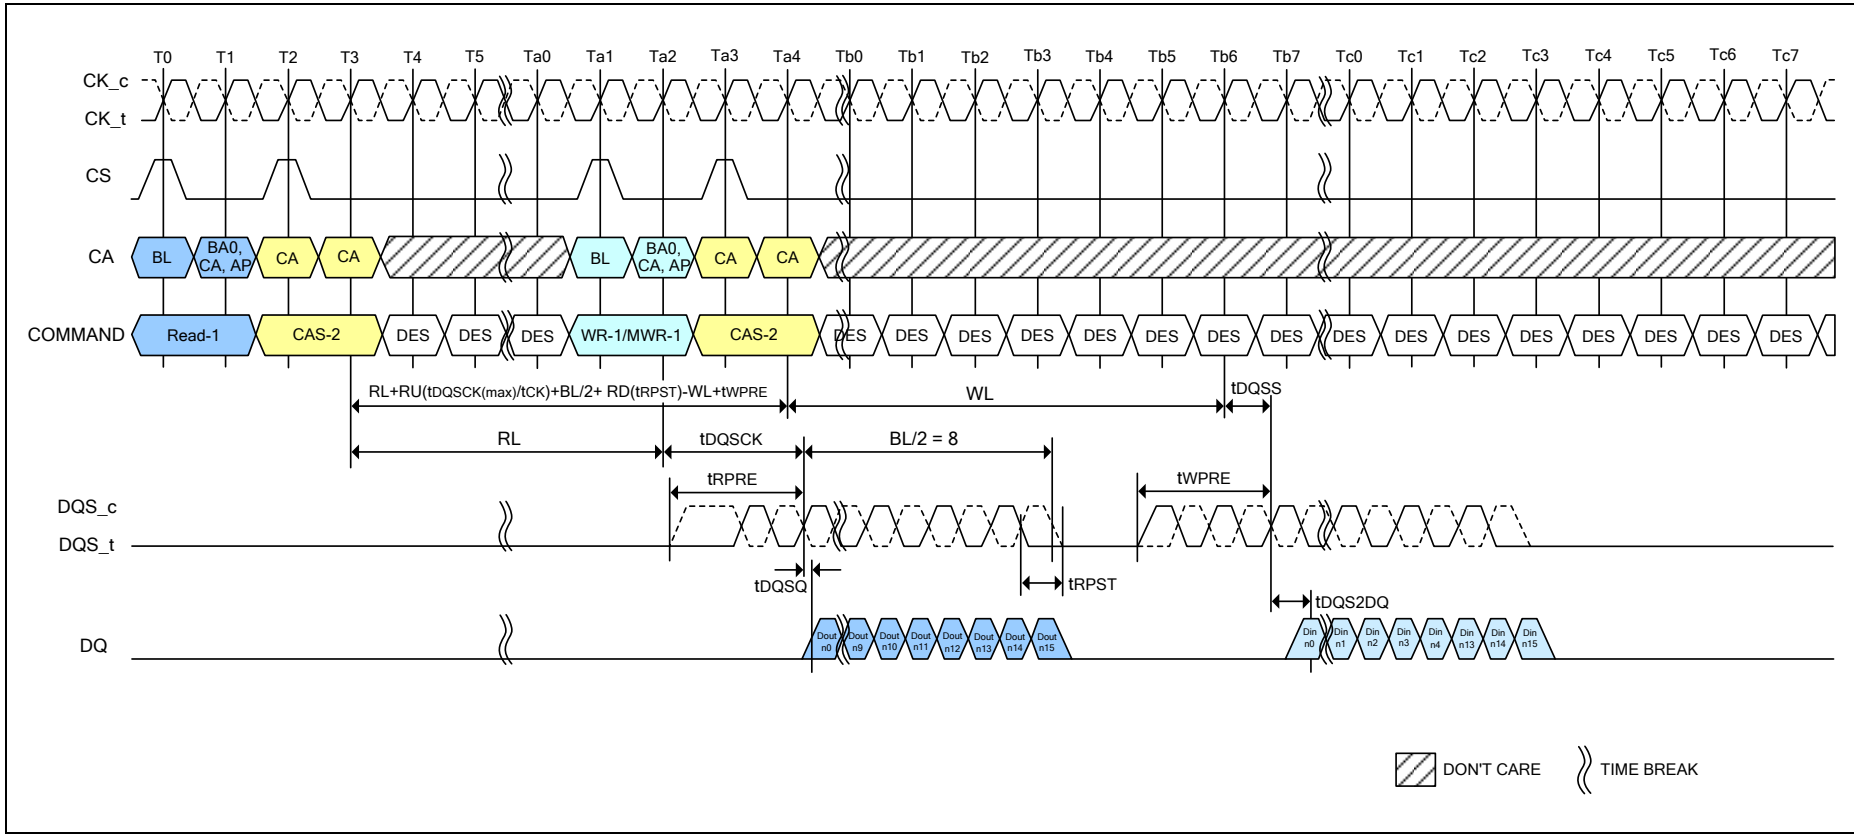 T0 T1 T2 T3 T4 T5 Ta0 Ta1 Ta2 Ta3 Ta4 Tb0 Tb1 Tb2 Tb3 Tb4 Tb5 Tb6 Tb7 Tc0 Tc1 Tc2 Tc3 Tc4 Tc5 Tc6 Tc7
CK_c
CK_t
CS
CA BL BA0, CA, AP CA CA BL BA0, CA, AP CA CA
COMMAND Read-1 CAS-2 DES DES DES WR-1/MWR-1 CAS-2 DES DES DES DES DES DES DES DES DES DES DES DES DES DES DES DES
RL+RU(tDQSCK(max)/tCK)+BL/2+ RD(tRPST)-WL+tWPRE WL tDQSS
RL tDQSCK BL/2 = 8
tRPRE tWPRE
DQS_c
DQS_t
tDQSQ tRPST tDQS2DQ
DQ Dout n0 Dout n9 Dout n10 Dout n11 Dout n12 Dout n13 Dout n14 Dout n15 Din n0 Din n1 Din n2 Din n3 Din n4 Din n13 Din n14 Din n15
DON'T CARE TIME BREAK